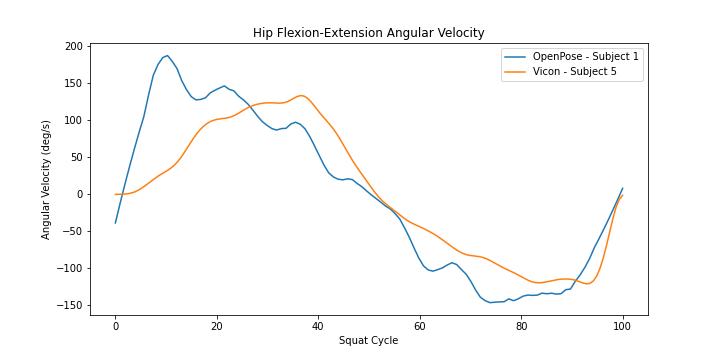 Hip Flexion-Extension Angular Velocity
OpenPose - Subject 1
Vicon - Subject 5
200
150
100
50
0
−50
−100
−150
Angular Velocity (deg/s)
0 20 40 60 80 100
Squat Cycle